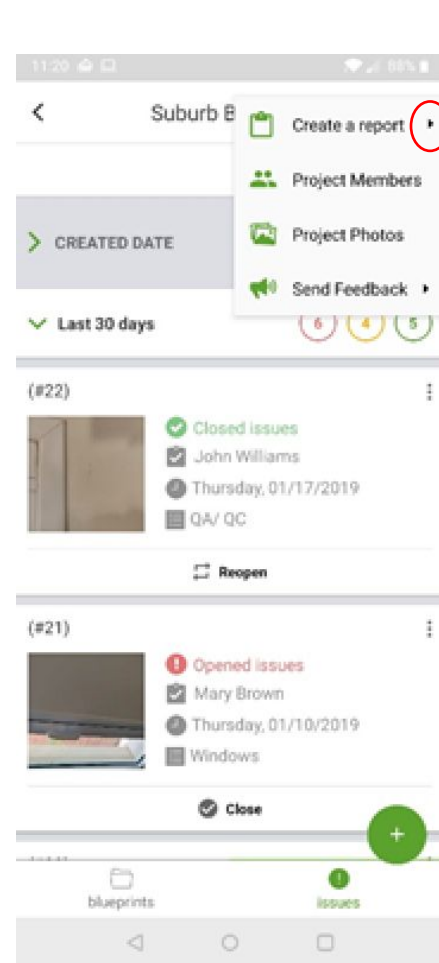 11:20 88%
Suburb B
Create a report
Project Members
CREATED DATE
Project Photos
Send Feedback
Last 30 days
6 4 5
(#22)
Closed issues
John Williams
Thursday, 01/17/2019
QA/ QC
Reopen
(#21)
Opened issues
Mary Brown
Thursday, 01/10/2019
Windows
Close
+
blueprints issues